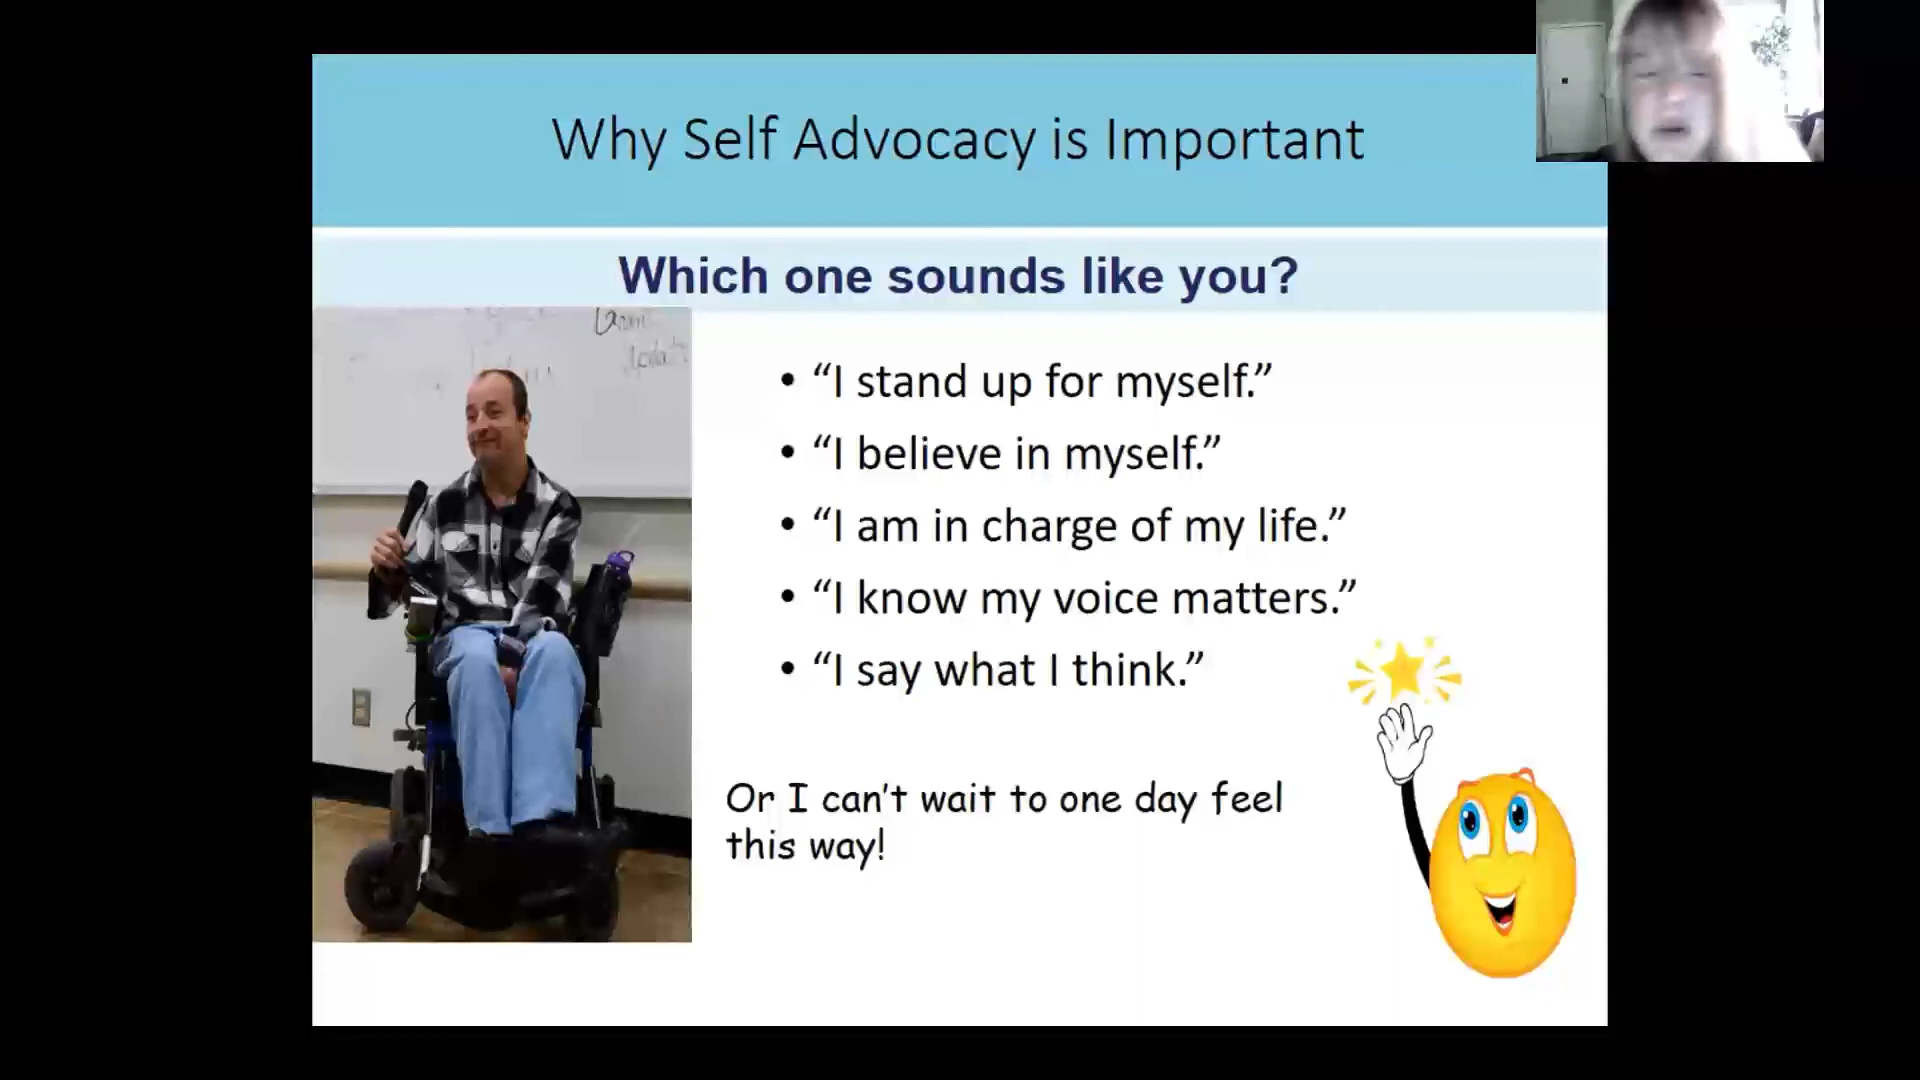 Why Self Advocacy is Important
Which one sounds like you?
• “I stand up for myself.”
• “I believe in myself.”
• “I am in charge of my life.”
• “I know my voice matters.”
• “I say what I think.”
Or I can’t wait to one day feel
this way!